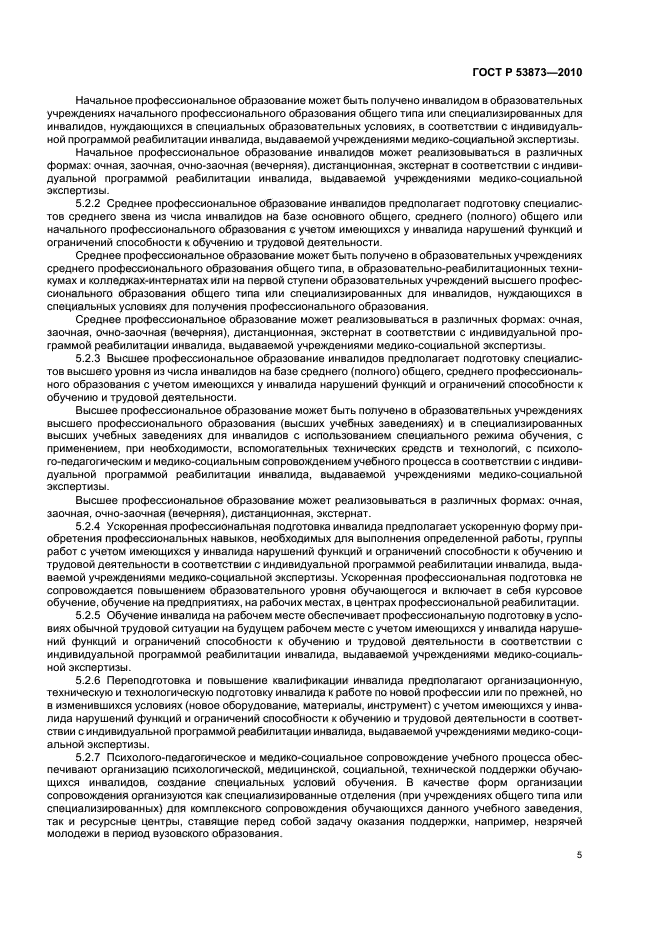 ГОСТ Р 53873—2010
Начальное профессиональное образование может быть получено инвалидом в образовательных
учреждениях начального профессионального образования общего типа или специализированных для
инвалидов, нуждающихся в специальных образовательных условиях, в соответствии с индивидуаль-
ной программой реабилитации инвалида, выдаваемой учреждениями медико-социальной экспертизы.
Начальное профессиональное образование инвалидов может реализовываться в различных
формах: очная, заочная, очно-заочная (вечерняя), дистанционная, экстернат в соответствии с индиви-
дуальной программой реабилитации инвалида, выдаваемой учреждениями медико-социальной
экспертизы.
5.2.2 Среднее профессиональное образование инвалидов предполагает подготовку специалис-
тов среднего звена из числа инвалидов на базе основного общего, среднего (полного) общего или
начального профессионального образования с учетом имеющихся у инвалида нарушений функций и
ограничений способности к обучению и трудовой деятельности.
Среднее профессиональное образование может быть получено в образовательных учреждениях
среднего профессионального образования общего типа, в образовательно-реабилитационных техни-
кумах и колледжах-интернатах или на первой ступени образовательных учреждений высшего профес-
сионального образования общего типа или специализированных для инвалидов, нуждающихся в
специальных условиях для получения профессионального образования.
Среднее профессиональное образование может реализовываться в различных формах: очная,
заочная, очно-заочная (вечерняя), дистанционная, экстернат в соответствии с индивидуальной про-
граммой реабилитации инвалида, выдаваемой учреждениями медико-социальной экспертизы.
5.2.3 Высшее профессиональное образование инвалидов предполагает подготовку специалис-
тов высшего уровня из числа инвалидов на базе среднего (полного) общего, среднего профессиональ-
ного образования с учетом имеющихся у инвалида нарушений функций и ограничений способности к
обучению и трудовой деятельности.
Высшее профессиональное образование может быть получено в образовательных учреждениях
высшего профессионального образования (высших учебных заведениях) и в специализированных
высших учебных заведениях для инвалидов с использованием специального режима обучения, с
применением, при необходимости, вспомогательных технических средств и технологий, с психоло-
го-педагогическим и медико-социальным сопровождением учебного процесса в соответствии с индиви-
дуальной программой реабилитации инвалида, выдаваемой учреждениями медико-социальной
экспертизы.
Высшее профессиональное образование может реализовываться в различных формах: очная,
заочная, очно-заочная (вечерняя), дистанционная, экстернат.
5.2.4 Ускоренная профессиональная подготовка инвалида предполагает ускоренную форму при-
обретения профессиональных навыков, необходимых для выполнения определенной работы, группы
работ с учетом имеющихся у инвалида нарушений функций и ограничений способности к обучению и
трудовой деятельности в соответствии с индивидуальной программой реабилитации инвалида, выда-
ваемой учреждениями медико-социальной экспертизы. Ускоренная профессиональная подготовка не
сопровождается повышением образовательного уровня обучающегося и включает в себя курсовое
обучение, обучение на предприятиях, на рабочих местах, в центрах профессиональной реабилитации.
5.2.5 Обучение инвалида на рабочем месте обеспечивает профессиональную подготовку в усло-
виях обычной трудовой ситуации на будущем рабочем месте с учетом имеющихся у инвалида наруше-
ний функций и ограничений способности к обучению и трудовой деятельности в соответствии с
индивидуальной программой реабилитации инвалида, выдаваемой учреждениями медико-социаль-
ной экспертизы.
5.2.6 Переподготовка и повышение квалификации инвалида предполагают организационную,
техническую и технологическую подготовку инвалида к работе по новой профессии или по прежней, но
в изменившихся условиях (новое оборудование, материалы, инструмент) с учетом имеющихся у инва-
лида нарушений функций и ограничений способности к обучению и трудовой деятельности в соответ-
ствии с индивидуальной программой реабилитации инвалида, выдаваемой учреждениями медико-соци-
альной экспертизы.
5.2.7 Психолого-педагогическое и медико-социальное сопровождение учебного процесса обес-
печивают организацию психологической, медицинской, социальной, технической поддержки обучаю-
щихся инвалидов, создание специальных условий обучения. В качестве форм организации
сопровождения организуются как специализированные отделения (при учреждениях общего типа или
специализированных) для комплексного сопровождения обучающихся данного учебного заведения,
так и ресурсные центры, ставящие перед собой задачу оказания поддержки, например, незрячей
молодежи в период вузовского образования.
5